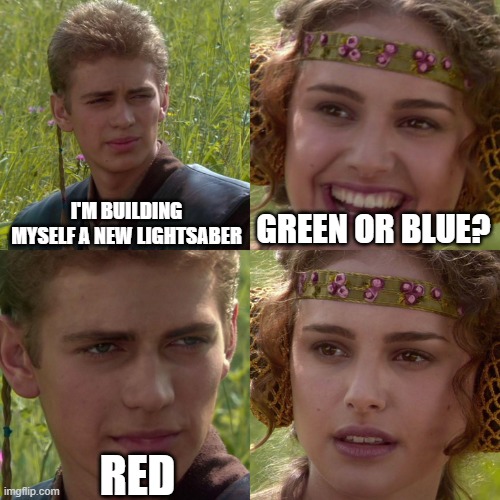 I'M BUILDING
MYSELF A NEW LIGHTSABER
GREEN OR BLUE?
RED
imgflip.com